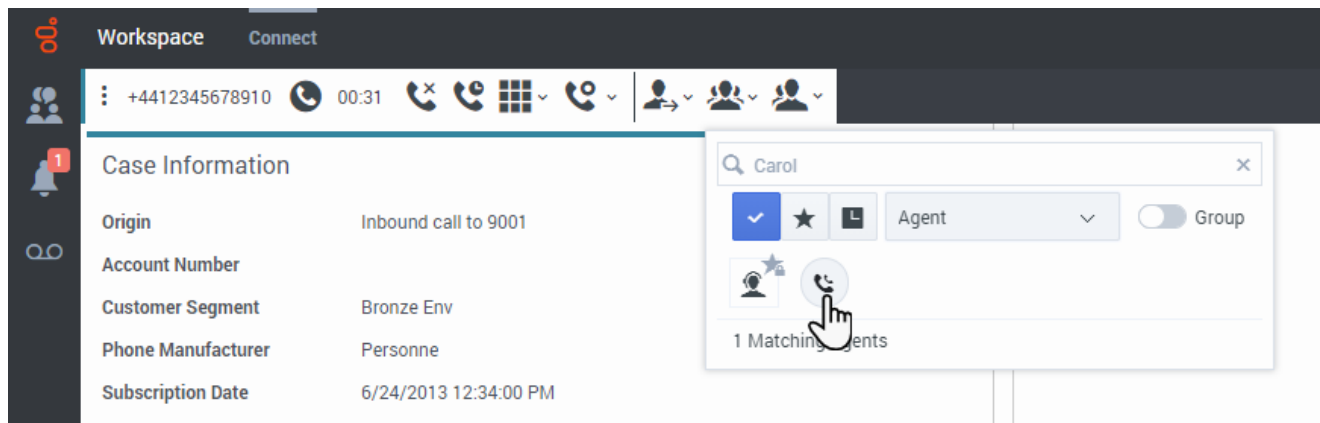 Workspace Connect
+4412345678910 00:31
1
Case Information
Carol
Origin Inbound call to 9001
Agent Group
Account Number
Customer Segment Bronze Env
Phone Manufacturer Personne
1 Matching
Subscription Date 6/24/2013 12:34:00 PM